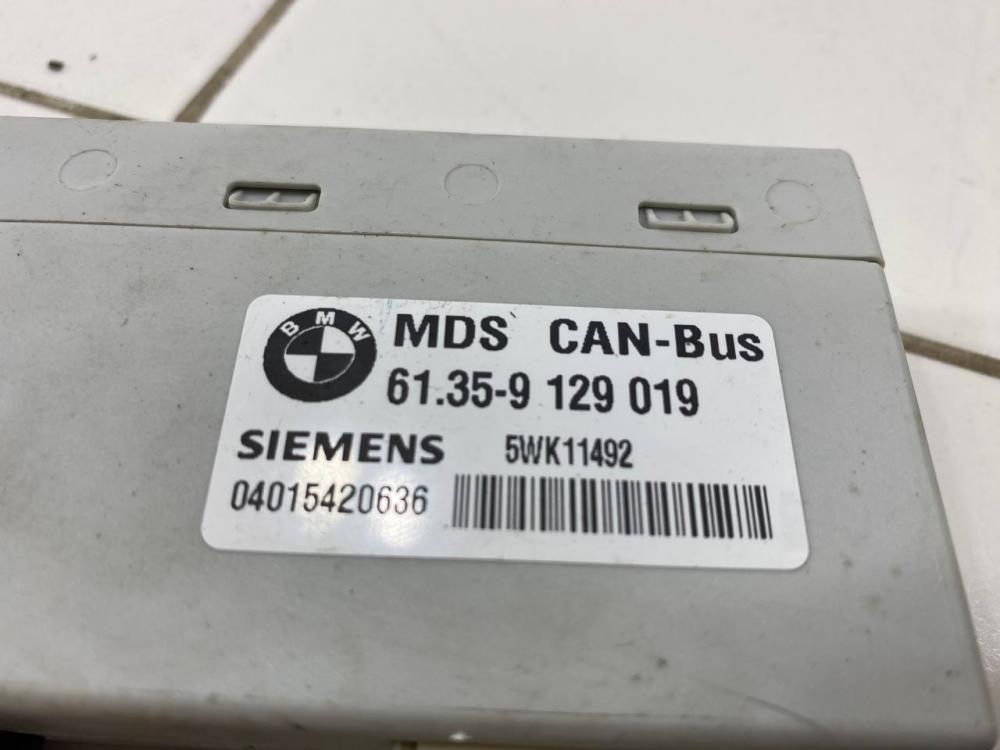 BMW
MDS CAN-Bus
61.35-9 129 019
SIEMENS 5WK11492
04015420636